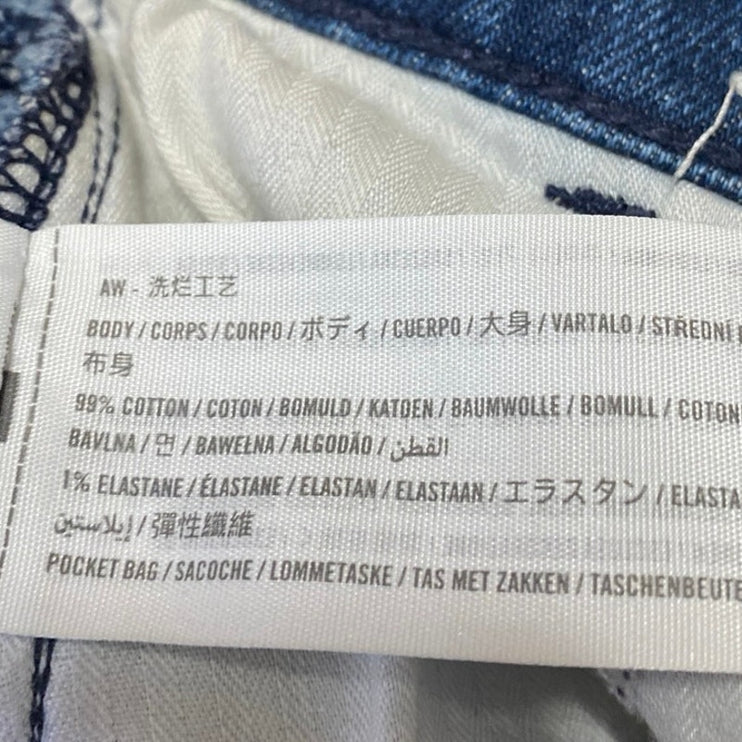 AW - 洗烂工艺
BODY / CORPS / CORPO / ボディ / CUERPO / 大身 / VARTALO / STŘEDNÍ
布身
99% COTTON / COTON / BOMULD / KATOEN / BAUMWOLLE / BOMULL / COTON
BAVLNA / 면 / BAWEŁNA / ALGODÃO / القطن
1% ELASTANE / ÉLASTANE / ELASTAN / ELASTAAN / エラスタン / ELASTA
إيلاستين / 彈性纖維
POCKET BAG / SACOCHE / LOMMETASKE / TAS MET ZAKKEN / TASCHENBEUTE